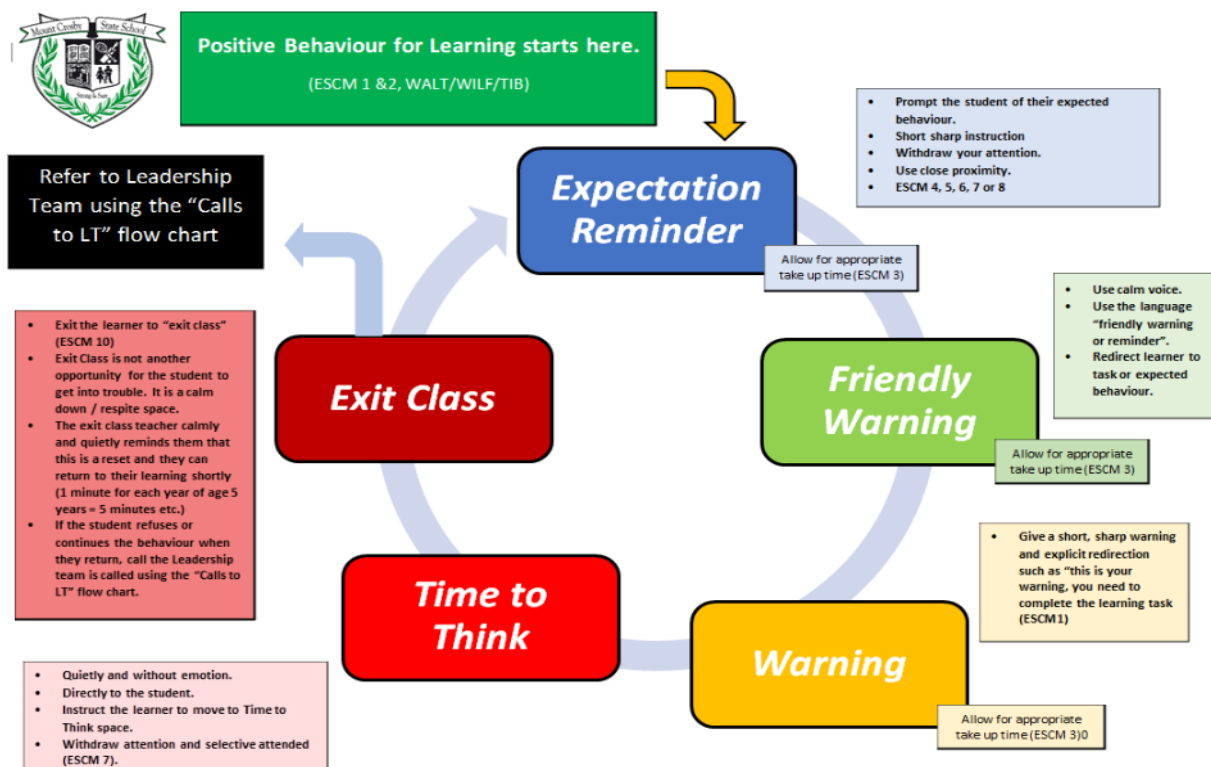 Mount Crosby State School
Strong & Sure
Positive Behaviour for Learning starts here.
(ESCM 1 &2, WALT/WILF/TIB)
Expectation
Reminder
Allow for appropriate
take up time (ESCM 3)
• Prompt the student of their expected
behaviour.
• Short sharp instruction
• Withdraw your attention.
• Use close proximity.
• ESCM 4, 5, 6, 7 or 8
Friendly
Warning
Allow for appropriate
take up time (ESCM 3)
• Use calm voice.
• Use the language
“friendly warning
or reminder”.
• Redirect learner to
task or expected
behaviour.
Warning
Allow for appropriate
take up time (ESCM 3)0
• Give a short, sharp warning
and explicit redirection
such as “this is your
warning, you need to
complete the learning task
(ESCM1)
Time to
Think
• Quietly and without emotion.
• Directly to the student.
• Instruct the learner to move to Time to
Think space.
• Withdraw attention and selective attended
(ESCM 7).
Exit Class
• Exit the learner to “exit class”
(ESCM 10)
• Exit Class is not another
opportunity for the student to
get into trouble. It is a calm
down / respite space.
• The exit class teacher calmly
and quietly reminds them that
this is a reset and they can
return to their learning shortly
(1 minute for each year of age 5
years = 5 minutes etc.)
• If the student refuses or
continues the behaviour when
they return, call the Leadership
team is called using the “Calls to
LT” flow chart.
Refer to Leadership
Team using the “Calls
to LT” flow chart